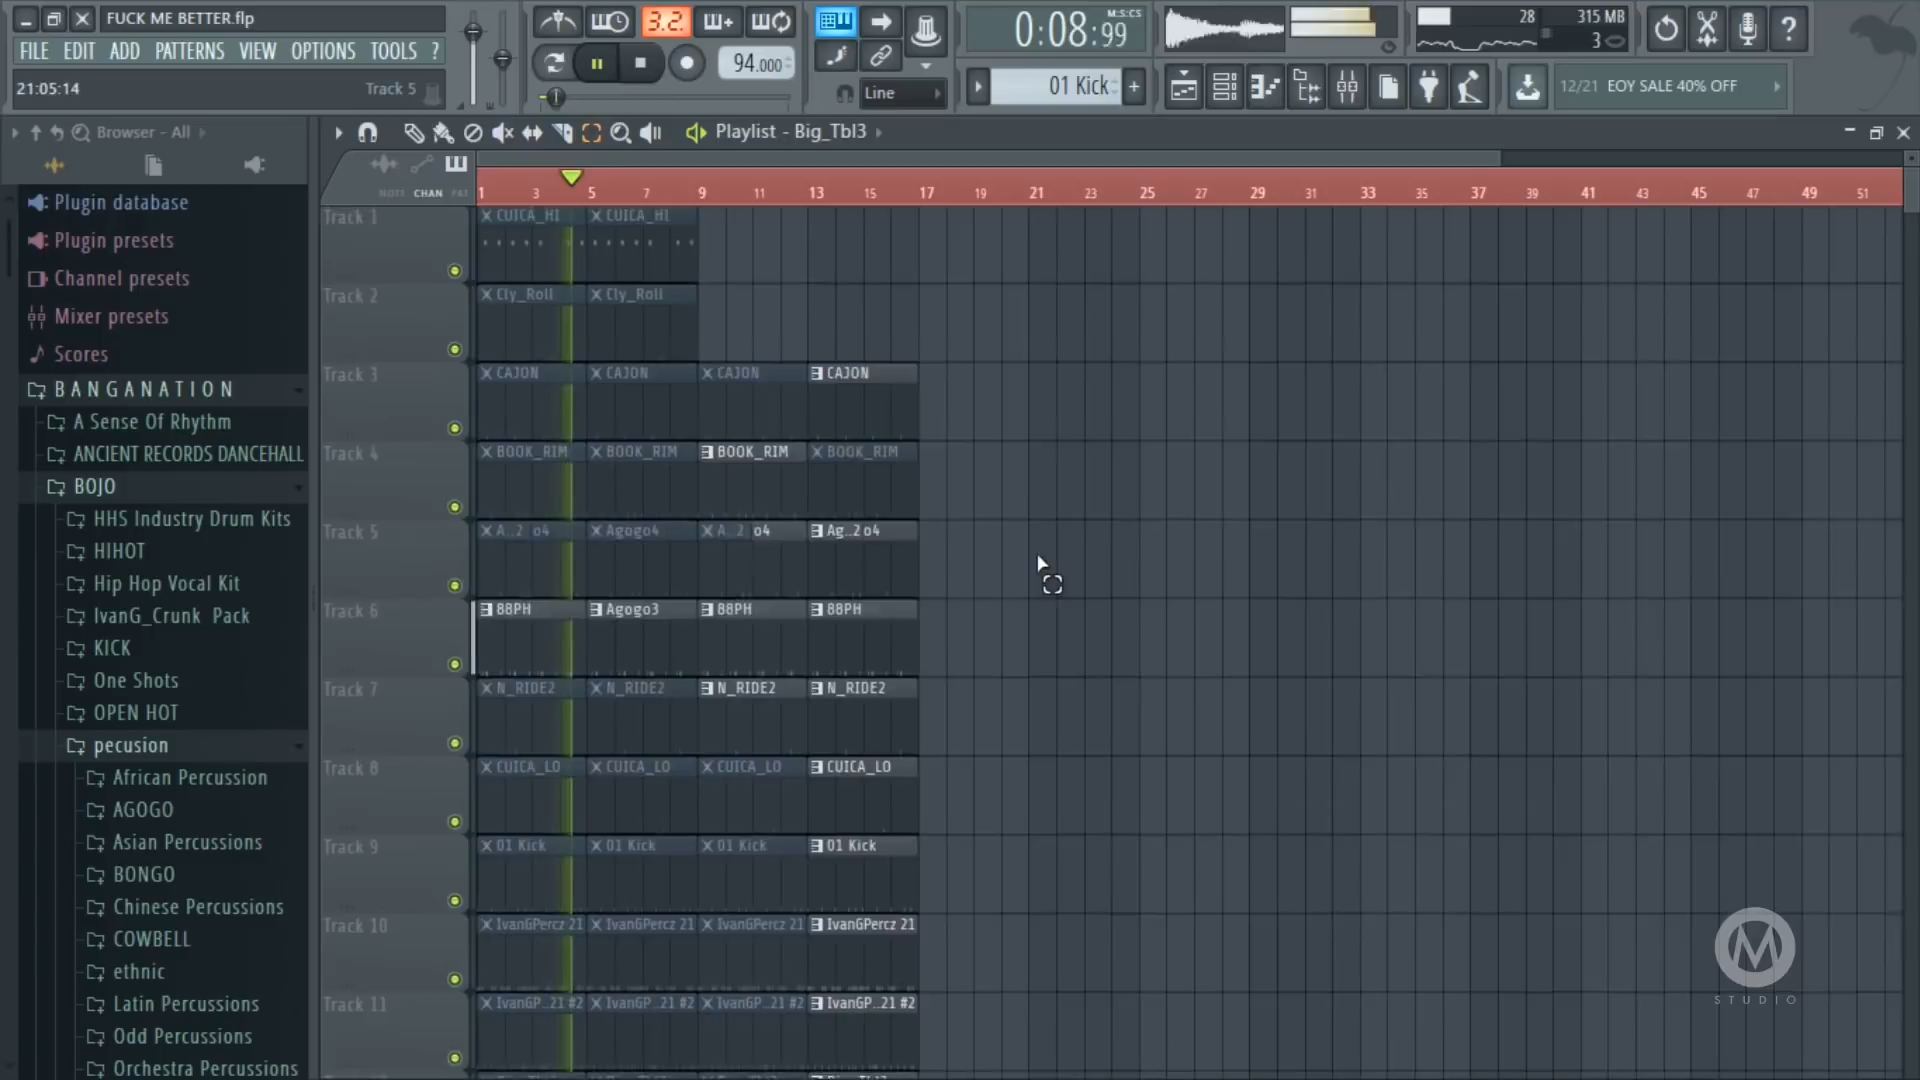 FUCK ME BETTER.flp
FILE EDIT ADD PATTERNS VIEW OPTIONS TOOLS ?
21:05:14 Track 5
3.2.
94.000
Line
0:08:99
M:S:CS
01 Kick
28
315 MB
3
12/21 EOY SALE 40% OFF
Browser - All
Playlist - Big_Tbl3
NOTE CHAN PAT
1 3 5 7 9 11 13 15 17 19 21 23 25 27 29 31 33 35 37 39 41 43 45 47 49 51
Plugin database
Plugin presets
Channel presets
Mixer presets
Scores
BANGANATION
A Sense Of Rhythm
ANCIENT RECORDS DANCEHALL
BOJO
HHS Industry Drum Kits
HIHOT
Hip Hop Vocal Kit
IvanG_Crunk Pack
KICK
One Shots
OPEN HOT
pecusion
African Percussion
AGOGO
Asian Percussions
BONGO
Chinese Percussions
COWBELL
ethnic
Latin Percussions
Odd Percussions
Orchestra Percussions
Track 1 CUICA_HI CUICA_HI
Track 2 Cly_Roll Cly_Roll
Track 3 CAJON CAJON CAJON CAJON
Track 4 BOOK_RIM BOOK_RIM BOOK_RIM BOOK_RIM
Track 5 A..2 o4 Agogo4 A..2 o4 Ag..2 o4
Track 6 88PH Agogo3 88PH 88PH
Track 7 N_RIDE2 N_RIDE2 N_RIDE2 N_RIDE2
Track 8 CUICA_LO CUICA_LO CUICA_LO CUICA_LO
Track 9 01 Kick 01 Kick 01 Kick 01 Kick
Track 10 IvanGPercz 21 IvanGPercz 21 IvanGPercz 21 IvanGPercz 21
Track 11 IvanGP..21 #2 IvanGP..21 #2 IvanGP..21 #2 IvanGP..21 #2
M
STUDIO